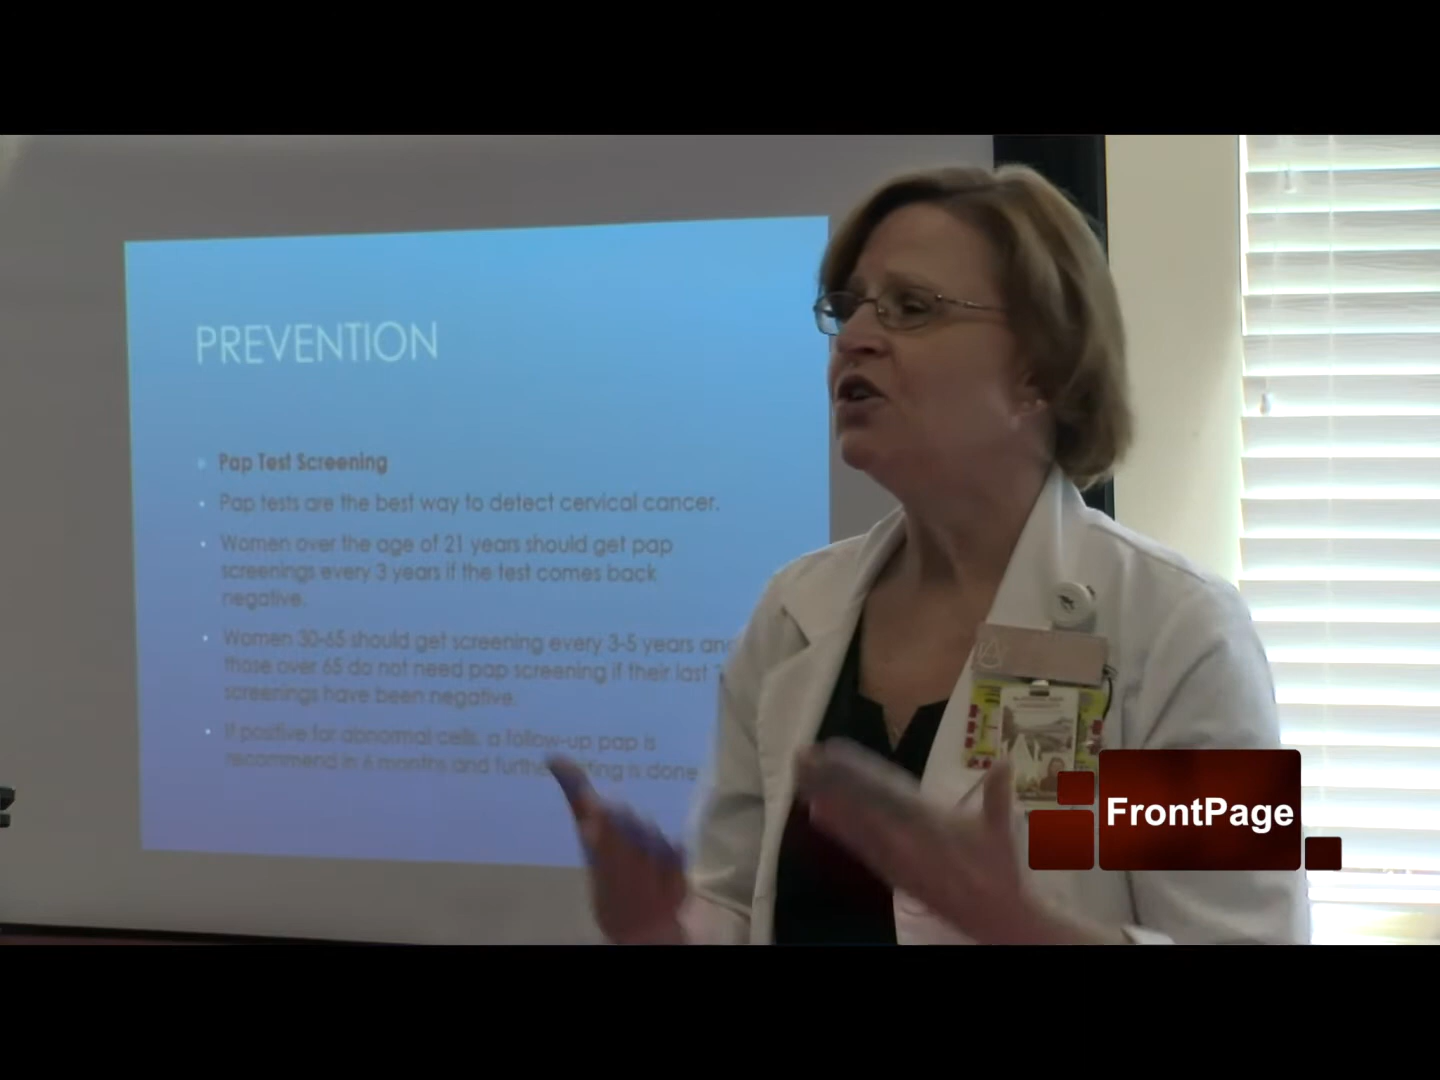 PREVENTION
Pap Test Screening
Pap tests are the best way to detect cervical cancer.
Women over the age of 21 years should get pap
screenings every 3 years if the test comes back
negative.
Women 30-65 should get screening every 3-5 years
those over 65 do not need pap screening if their last
screenings have been negative.
If positive for abnormal cells, a follow-up pap is
recommend in 6 months and is done
FrontPage